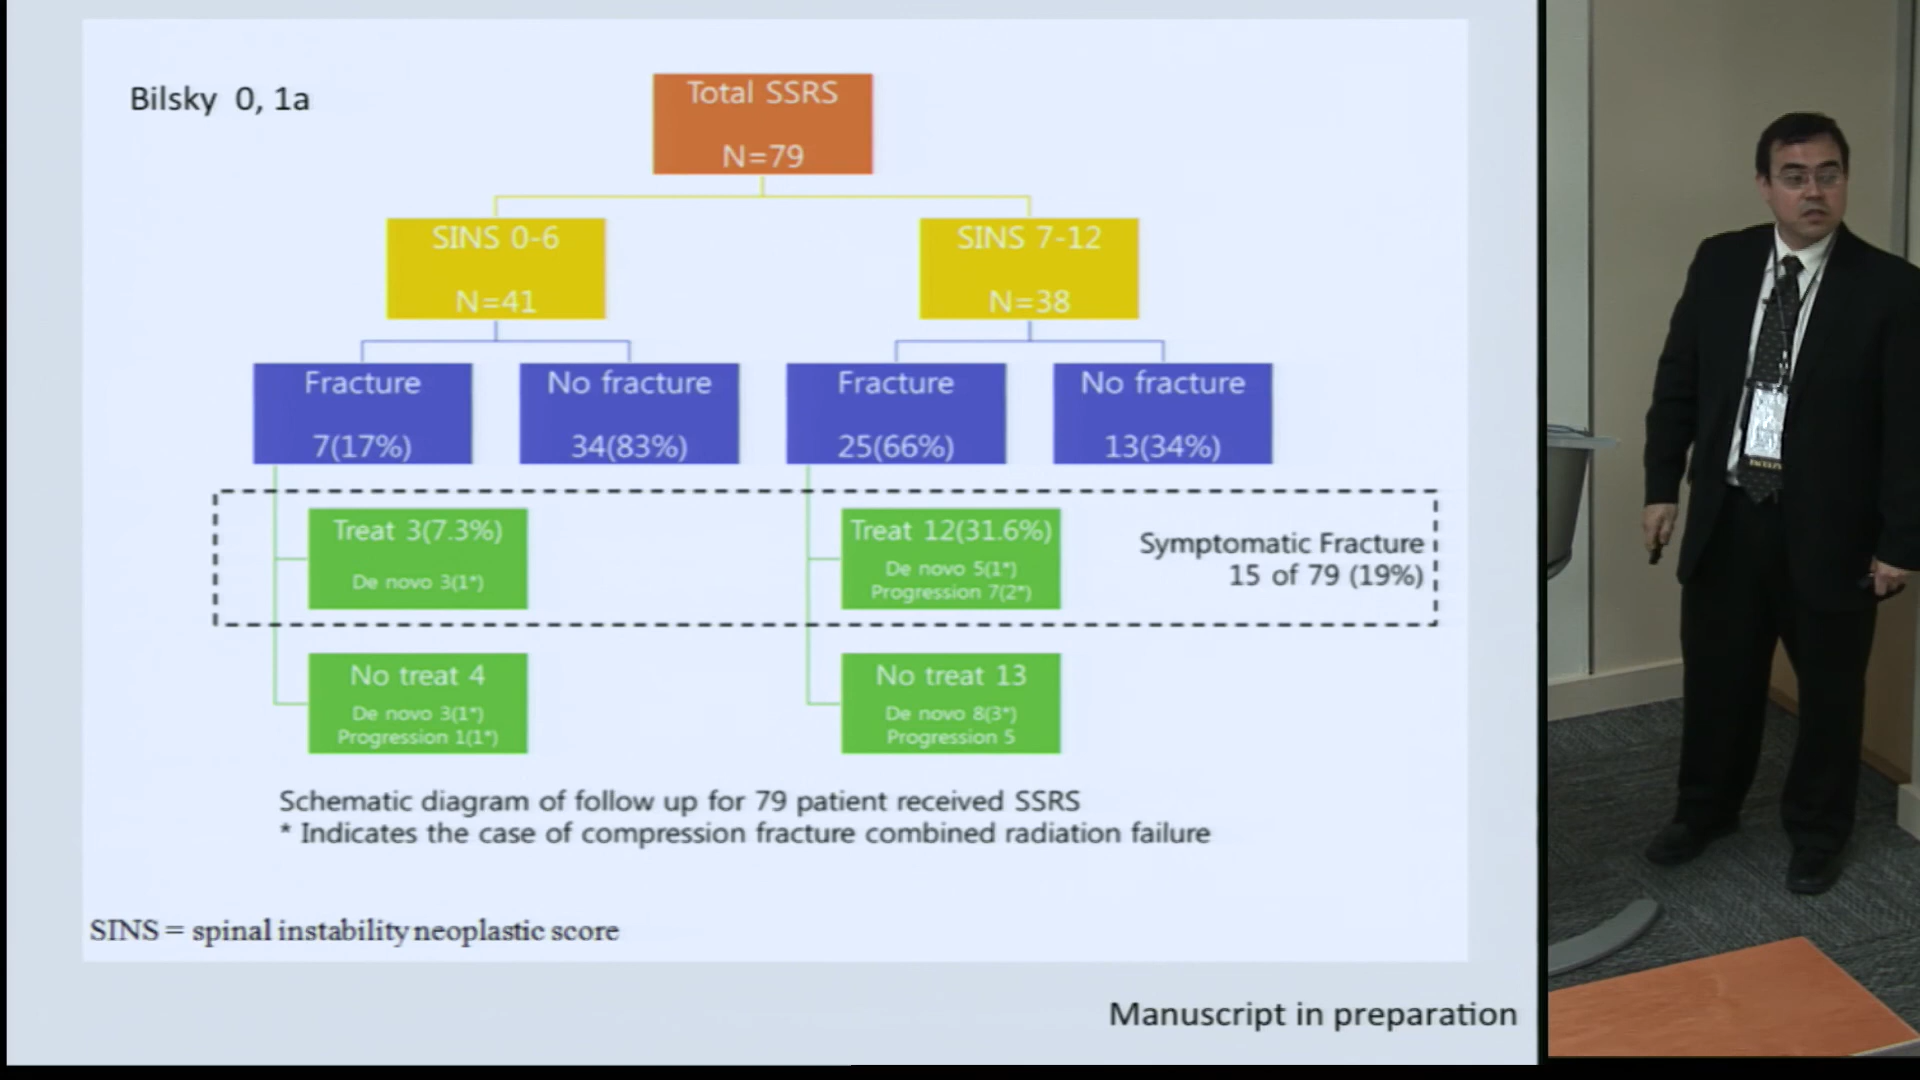 Bilsky 0, 1a
Total SSRS
N=79
SINS 0-6
N=41
SINS 7-12
N=38
Fracture
7(17%)
No fracture
34(83%)
Fracture
25(66%)
No fracture
13(34%)
Treat 3(7.3%)
De novo 3(1*)
Treat 12(31.6%)
De novo 5(1*)
Progression 7(2*)
Symptomatic Fracture
15 of 79 (19%)
No treat 4
De novo 3(1*)
Progression 1(1*)
No treat 13
De novo 8(3*)
Progression 5
Schematic diagram of follow up for 79 patient received SSRS
* Indicates the case of compression fracture combined radiation failure
SINS = spinal instability neoplastic score
Manuscript in preparation
FACULTY